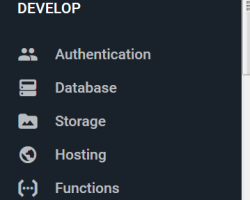 DEVELOP
Authentication
Database
Storage
Hosting
Functions